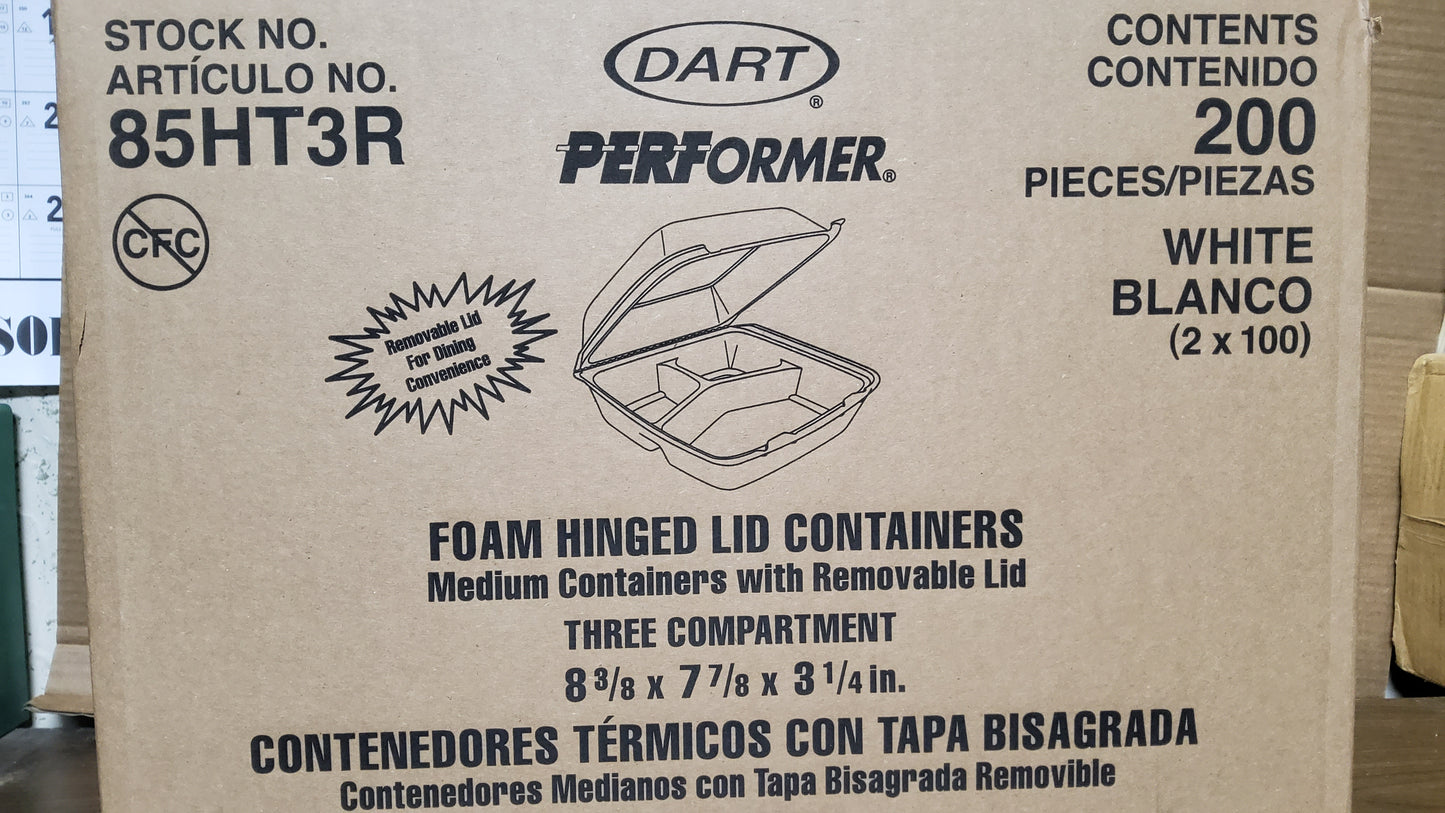 STOCK NO.
ARTÍCULO NO.
85HT3R
CFC
DART®
PERFORMER®
CONTENTS
CONTENIDO
200
PIECES/PIEZAS
WHITE
BLANCO
(2 x 100)
Removable Lid
For Dining
Convenience
FOAM HINGED LID CONTAINERS
Medium Containers with Removable Lid
THREE COMPARTMENT
8 3/8 x 7 7/8 x 3 1/4 in.
CONTENEDORES TÉRMICOS CON TAPA BISAGRADA
Contenedores Medianos con Tapa Bisagrada Removible